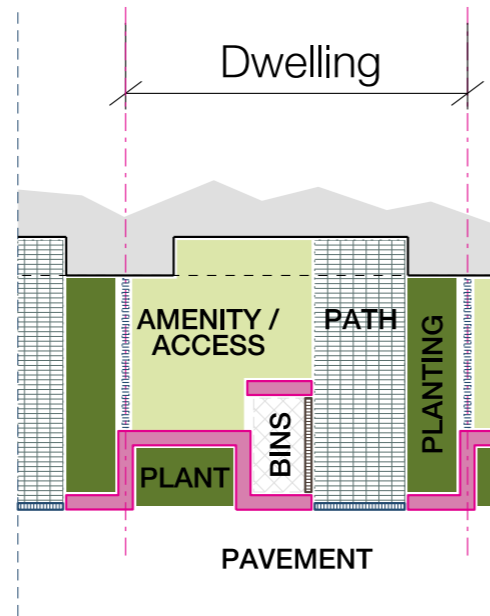 Dwelling
AMENITY /
ACCESS
PATH
PLANTING
BINS
PLANT
PAVEMENT